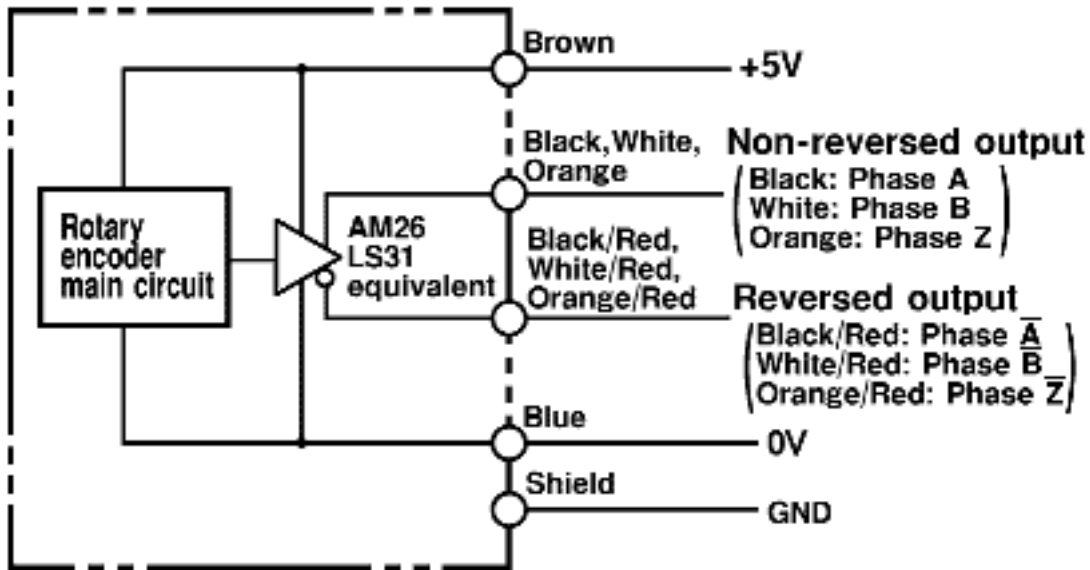 Brown
+5V
Black,White,
Orange
Non-reversed output
Black: Phase A
White: Phase B
Orange: Phase Z
Rotary
encoder
main circuit
AM26
LS31
equivalent
Black/Red,
White/Red,
Orange/Red
Reversed output
Black/Red: Phase A̅
White/Red: Phase B̅
Orange/Red: Phase Z̅
Blue
0V
Shield
GND